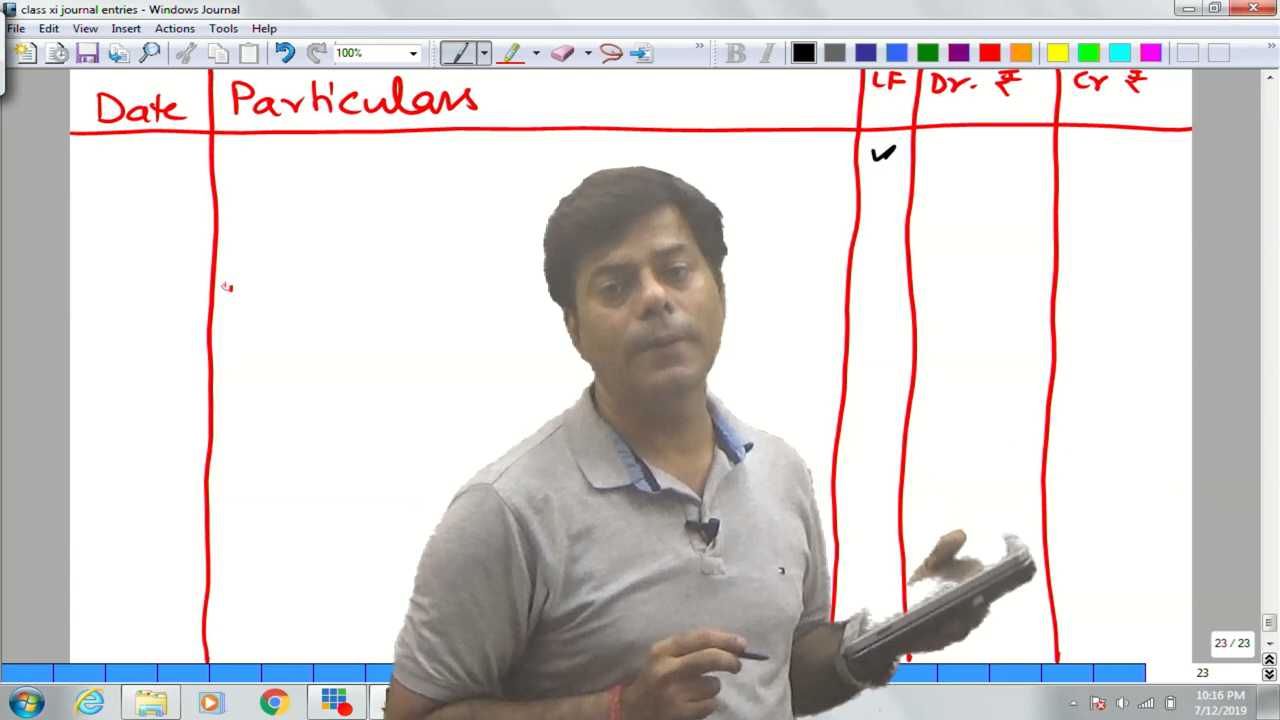 class xi journal entries - Windows Journal
File Edit View Insert Actions Tools Help
100%
B I
Date Particulars LF Dr. ₹ Cr ₹
23 / 23
23
10:16 PM
7/12/2019